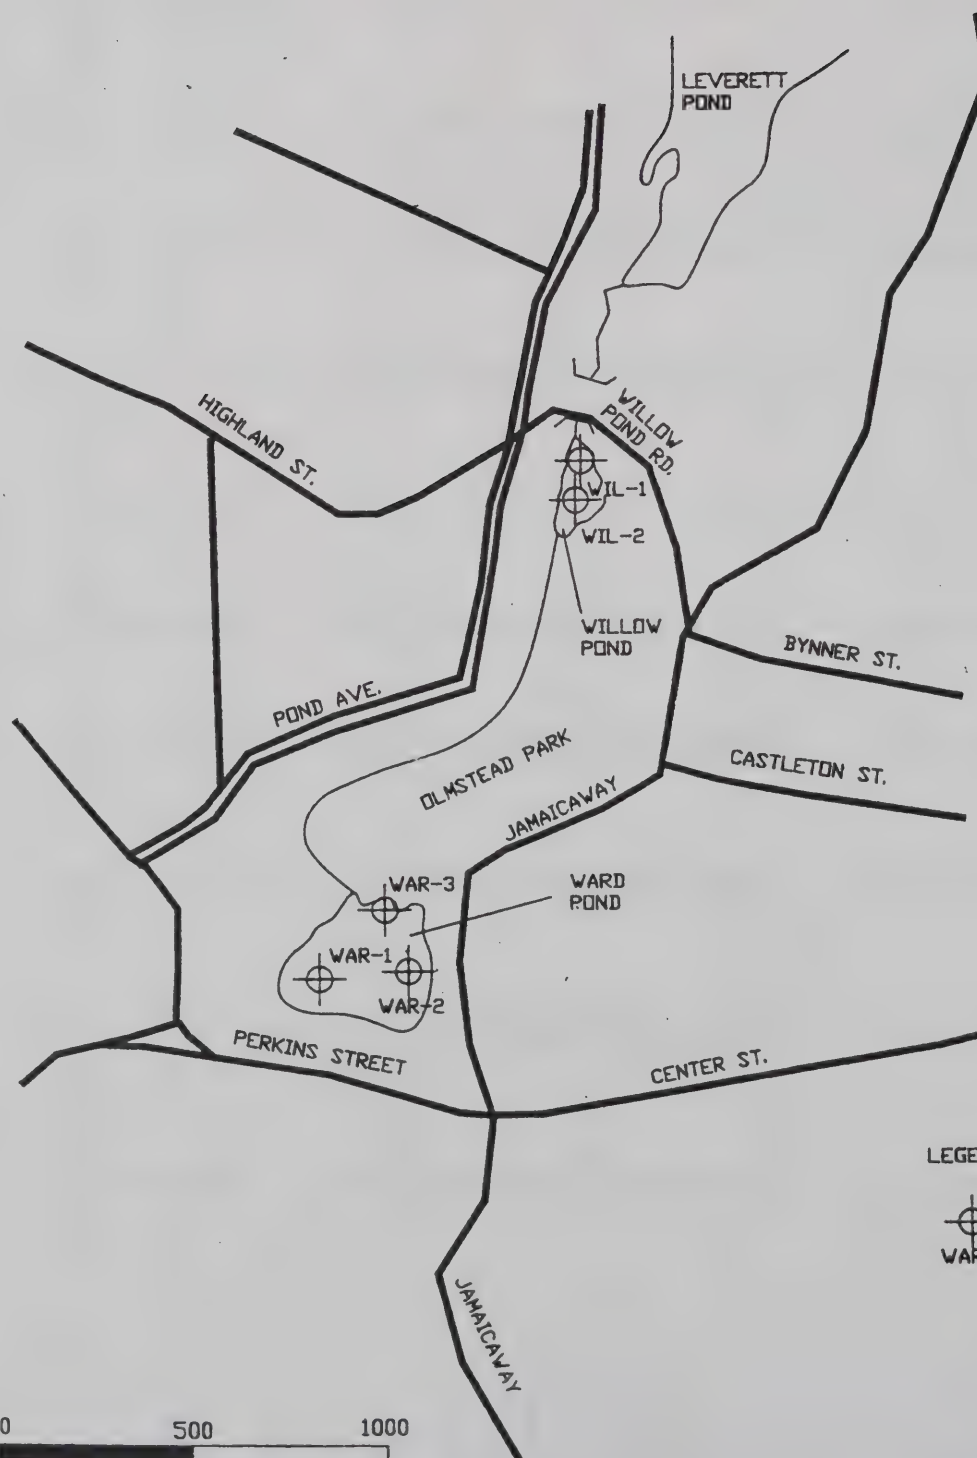 LEVERETT
POND
WILLOW
POND RD.
HIGHLAND ST.
WIL-1
WIL-2
WILLOW
POND
BYNNER ST.
POND AVE.
OLMSTEAD PARK
CASTLETON ST.
JAMAICAWAY
WAR-3
WARD
POND
WAR-1
WAR-2
PERKINS STREET
CENTER ST.
LEGE
WAR
JAMAICAWAY
0
500
1000